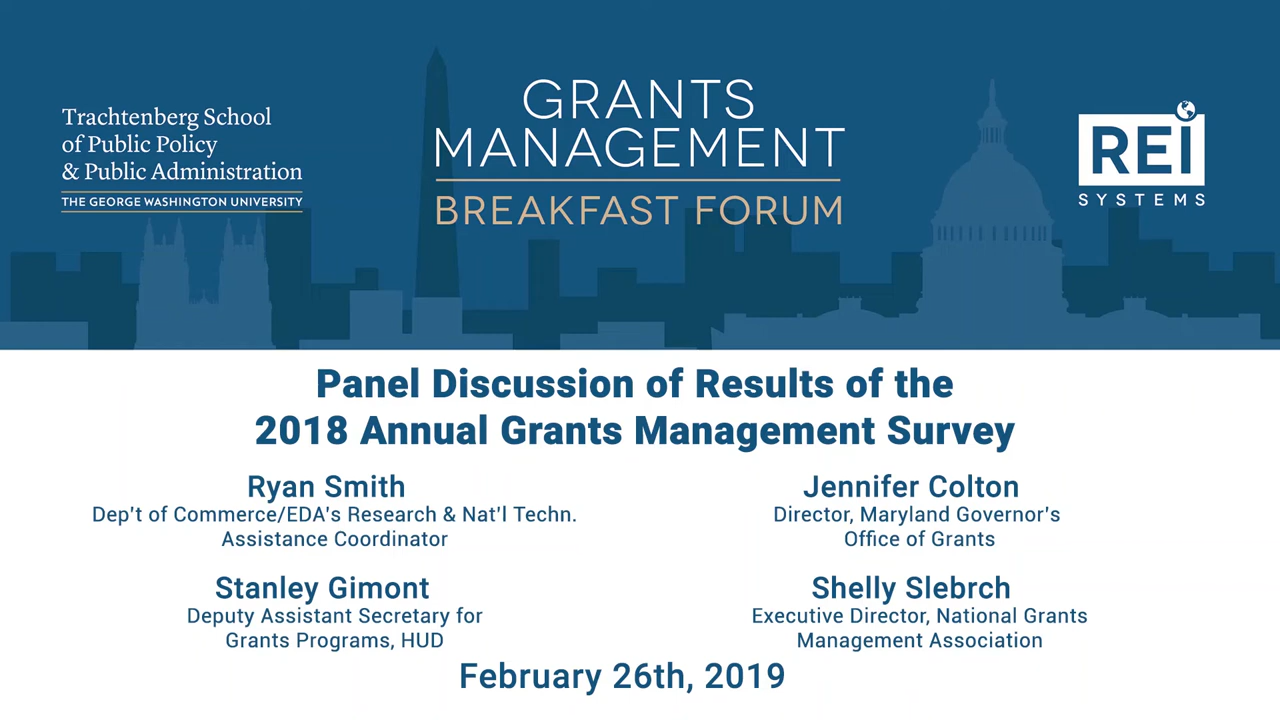 Trachtenberg School
of Public Policy
& Public Administration
THE GEORGE WASHINGTON UNIVERSITY
GRANTS
MANAGEMENT
BREAKFAST FORUM
REI
SYSTEMS
Panel Discussion of Results of the
2018 Annual Grants Management Survey
Ryan Smith
Dep't of Commerce/EDA's Research & Nat'l Techn.
Assistance Coordinator
Jennifer Colton
Director, Maryland Governor's
Office of Grants
Stanley Gimont
Deputy Assistant Secretary for
Grants Programs, HUD
Shelly Slebrch
Executive Director, National Grants
Management Association
February 26th, 2019